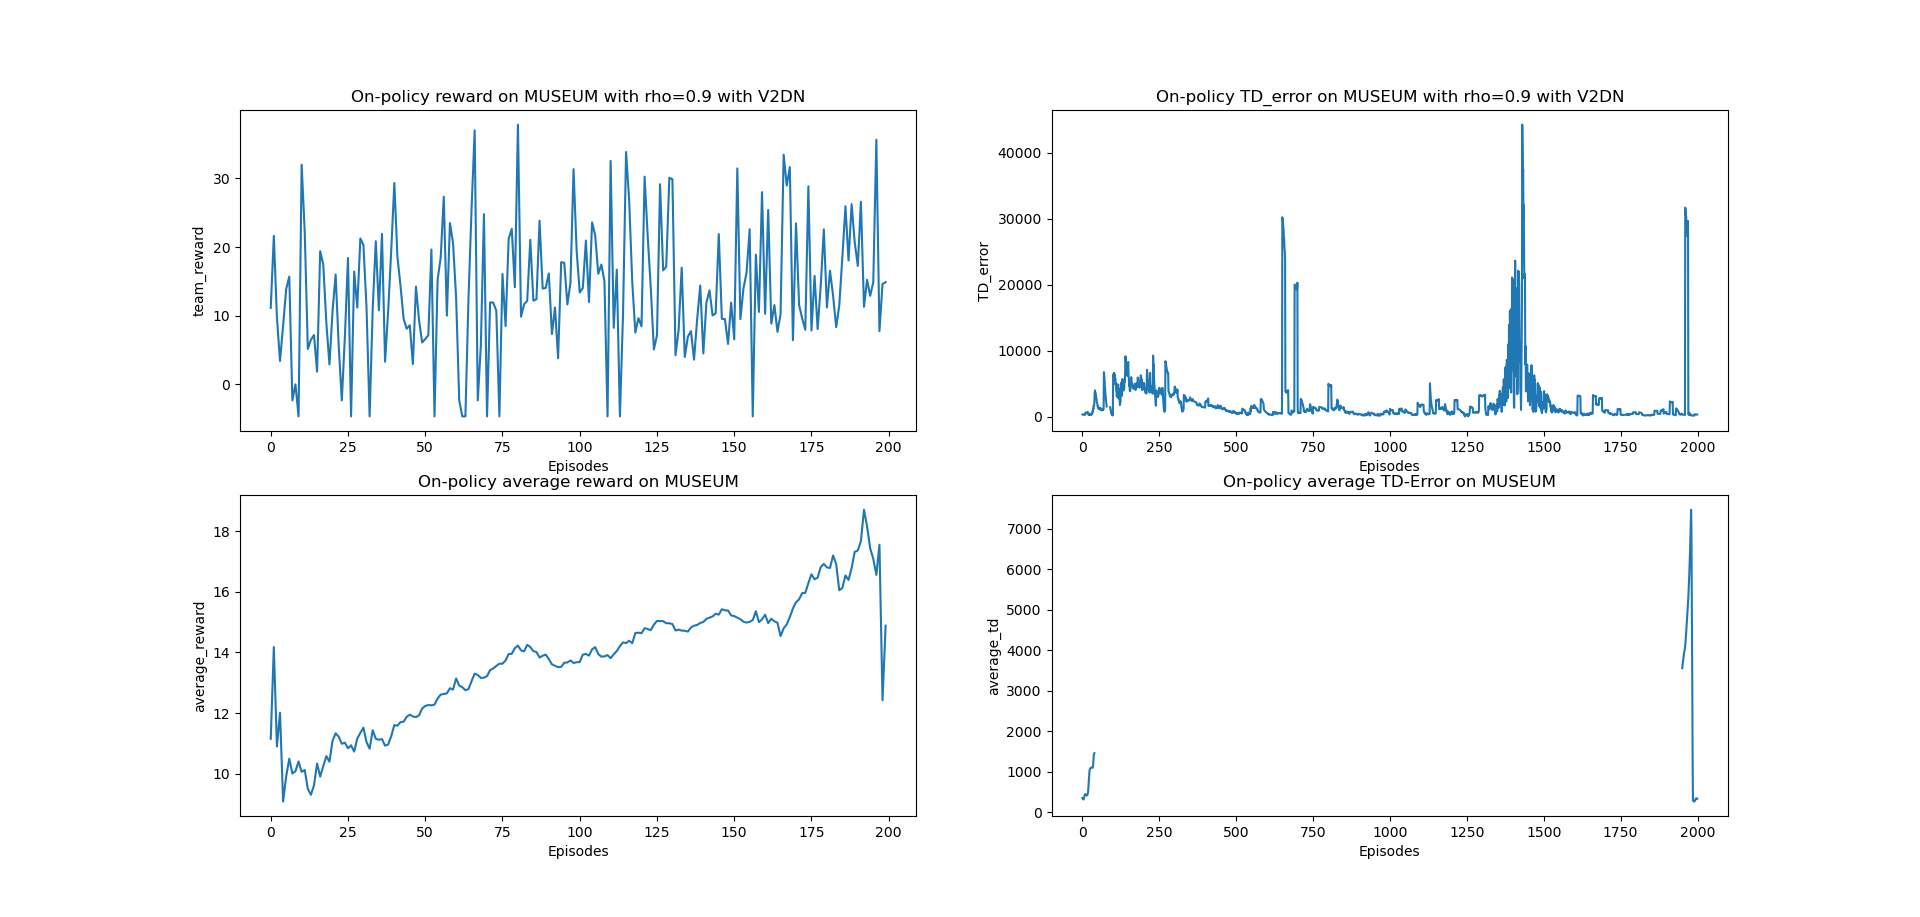 On-policy reward on MUSEUM with rho=0.9 with V2DN
team_reward
30
20
10
0
0 25 50 75 100 125 150 175 200
Episodes
On-policy TD_error on MUSEUM with rho=0.9 with V2DN
TD_error
40000
30000
20000
10000
0
0 250 500 750 1000 1250 1500 1750 2000
Episodes
On-policy average reward on MUSEUM
average_reward
18
16
14
12
10
0 25 50 75 100 125 150 175 200
Episodes
On-policy average TD-Error on MUSEUM
average_td
7000
6000
5000
4000
3000
2000
1000
0
0 250 500 750 1000 1250 1500 1750 2000
Episodes